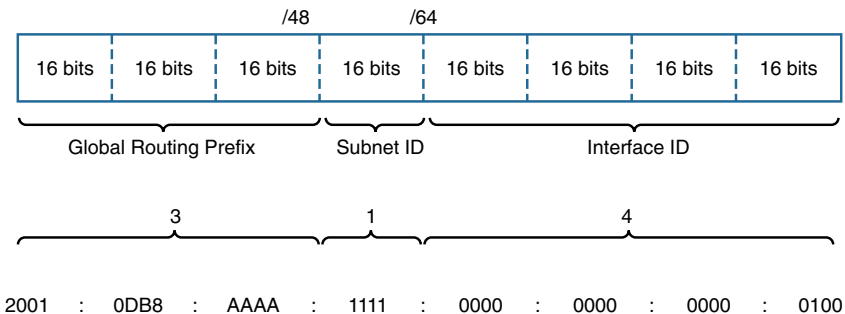 /48 /64
16 bits 16 bits 16 bits 16 bits 16 bits 16 bits 16 bits 16 bits
Global Routing Prefix Subnet ID Interface ID
3 1 4
2001 : 0DB8 : AAAA : 1111 : 0000 : 0000 : 0000 : 0100